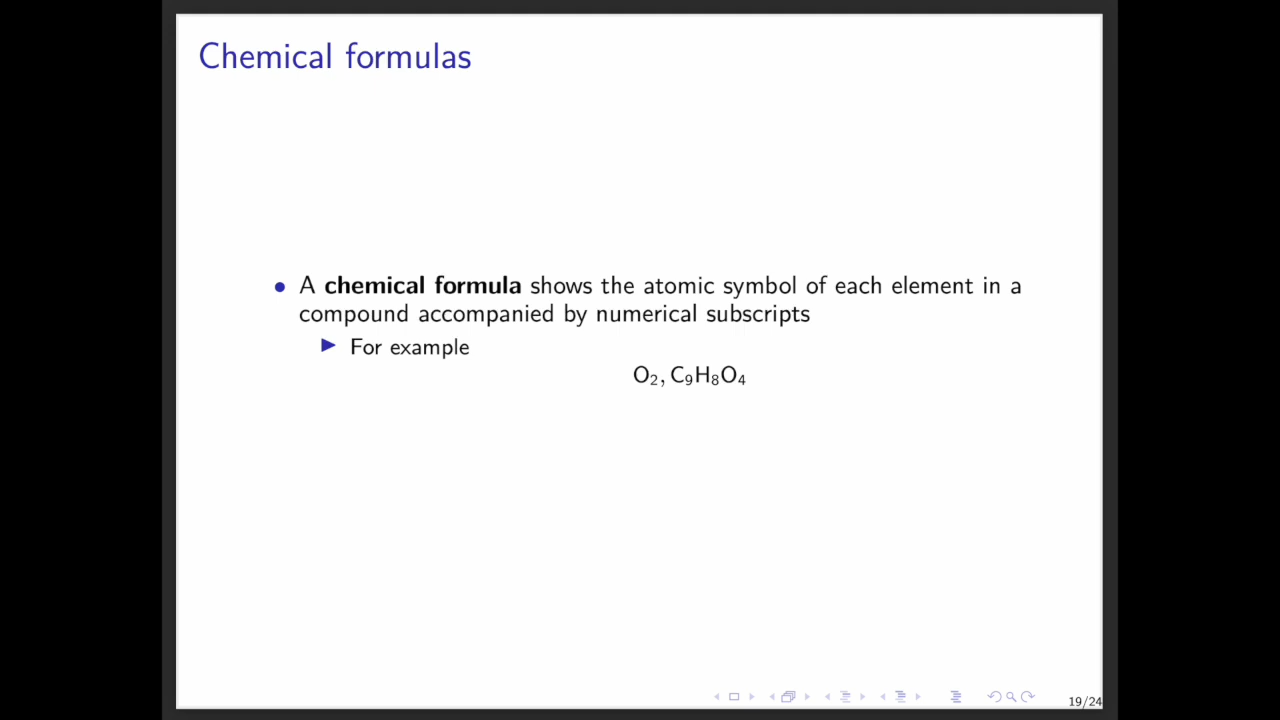 Chemical formulas
• A chemical formula shows the atomic symbol of each element in a
compound accompanied by numerical subscripts
▶ For example
O₂, C₉H₈O₄
19/24